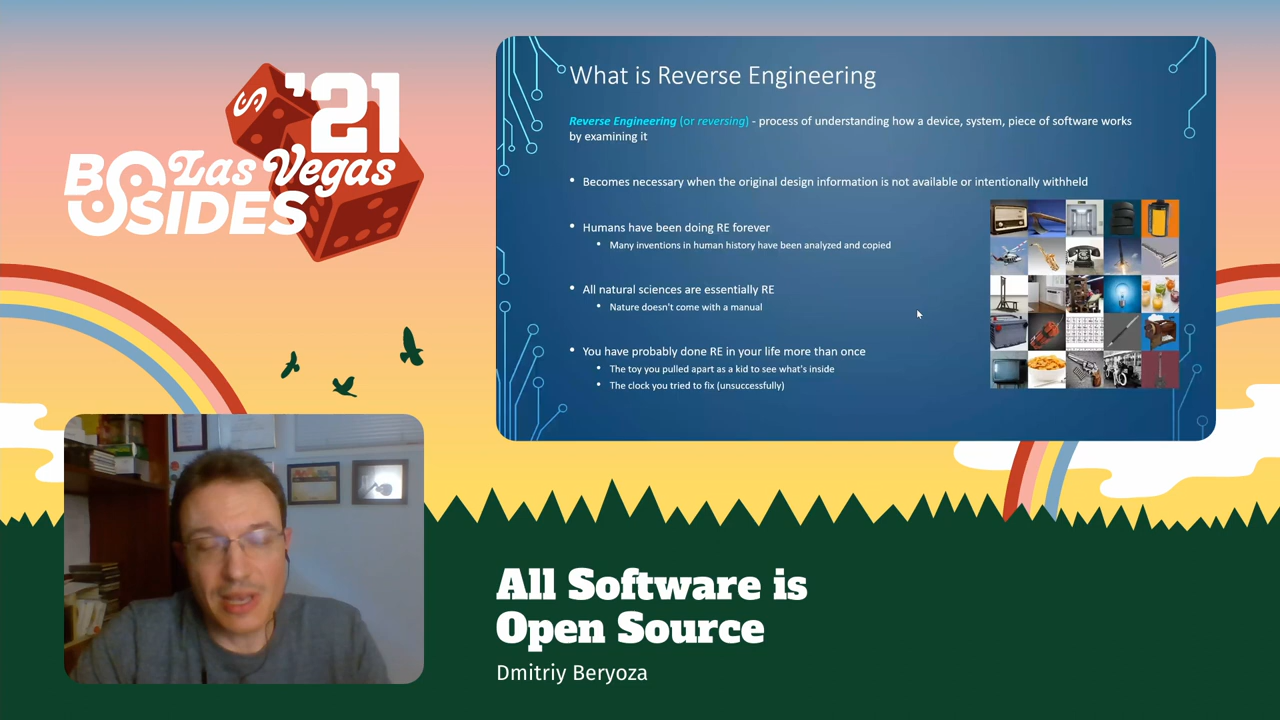 '21
S
BSIDES
Las Vegas
What is Reverse Engineering
Reverse Engineering (or reversing) - process of understanding how a device, system, piece of software works
by examining it
• Becomes necessary when the original design information is not available or intentionally withheld
• Humans have been doing RE forever
• Many inventions in human history have been analyzed and copied
• All natural sciences are essentially RE
• Nature doesn't come with a manual
• You have probably done RE in your life more than once
• The toy you pulled apart as a kid to see what's inside
• The clock you tried to fix (unsuccessfully)
All Software is
Open Source
Dmitriy Beryoza